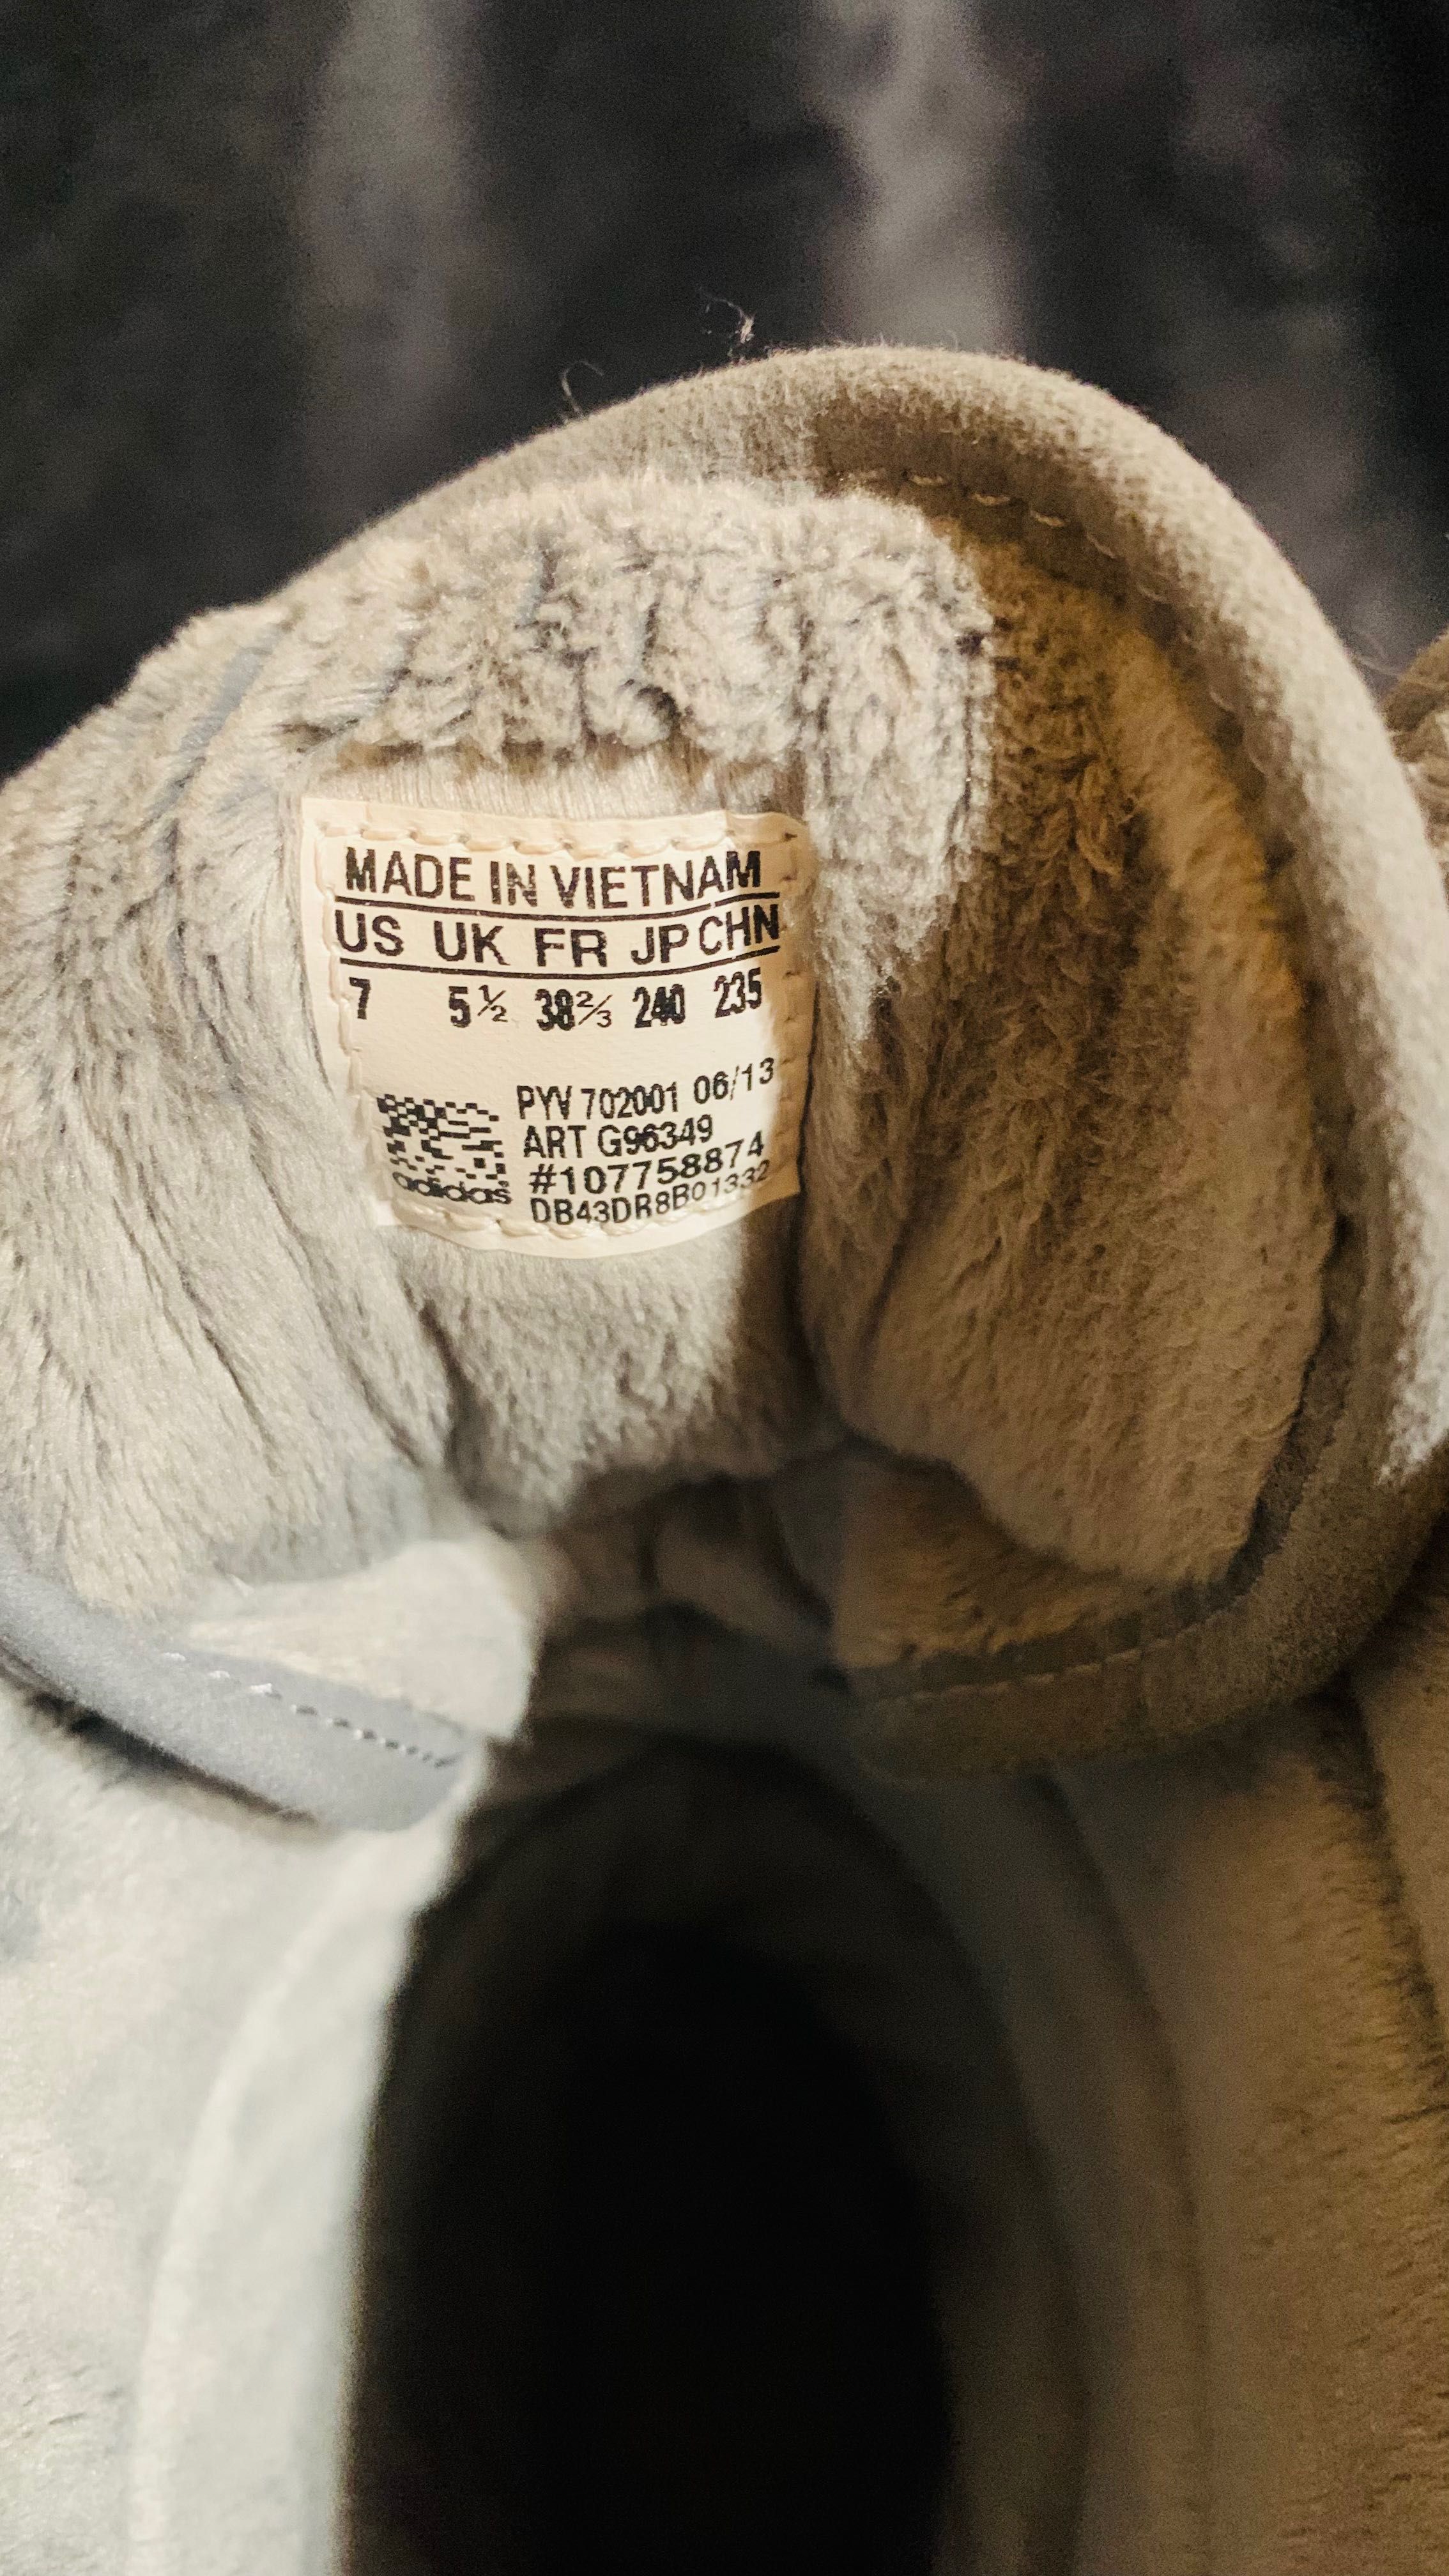 MADE IN VIETNAM
US UK FR JP CHN
7 5½ 38⅔ 240 235
PYV 702001 06/13
ART G96349
#107758874
adidas DB43DR8B01332